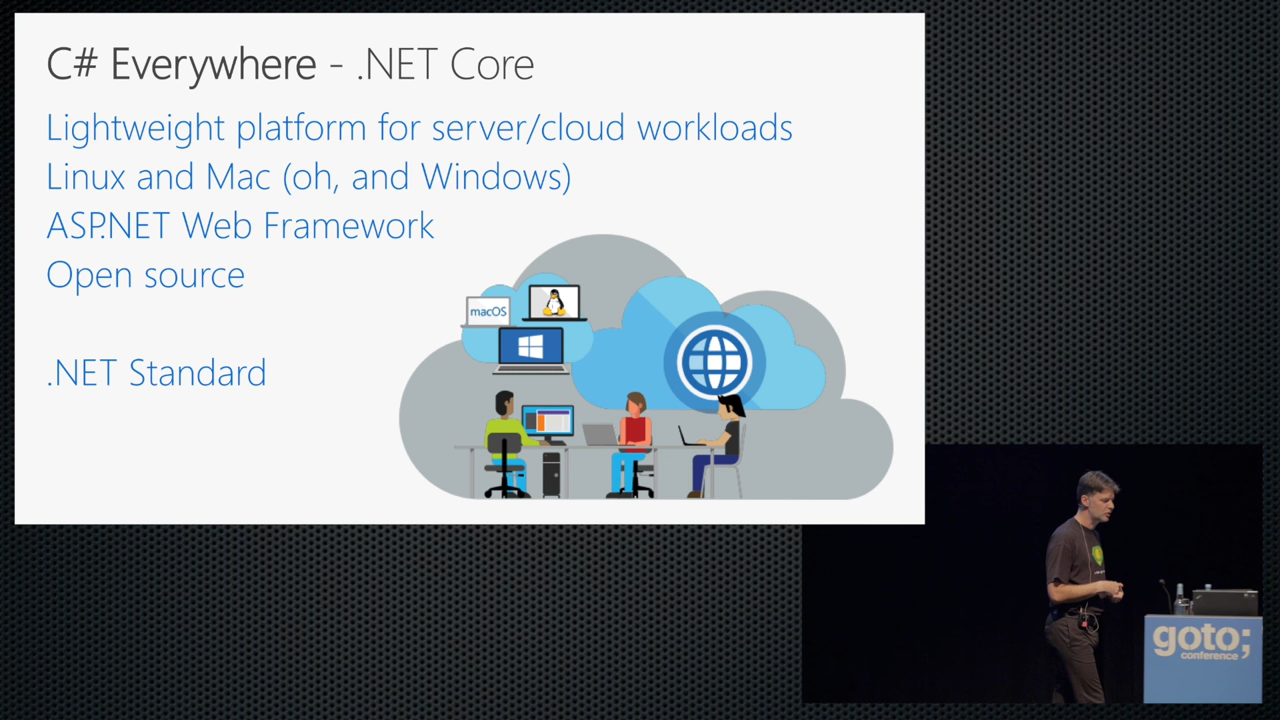 C# Everywhere - .NET Core
Lightweight platform for server/cloud workloads
Linux and Mac (oh, and Windows)
ASP.NET Web Framework
Open source
macOS
.NET Standard
goto;
conference